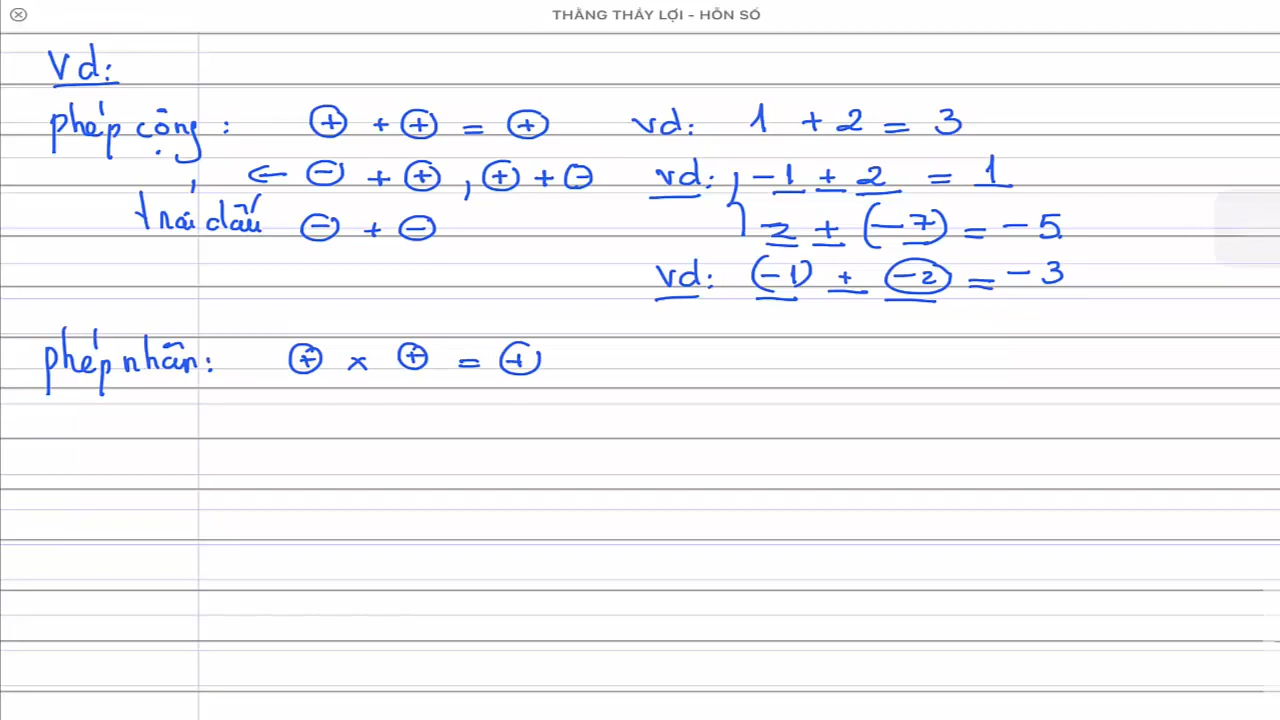 THẰNG THẦY LỢI - HỖN SỐ
Vd:
phép cộng: ⊕ + ⊕ = ⊕ vd: 1 + 2 = 3
← ⊖ + ⊕, ⊕ + ⊖ vd: -1 + 2 = 1
trái dấu ⊖ + ⊖ 2 + (-7) = -5
vd: (-1) + (-2) = -3
phép nhân: ⊕ x ⊕ = ⊕